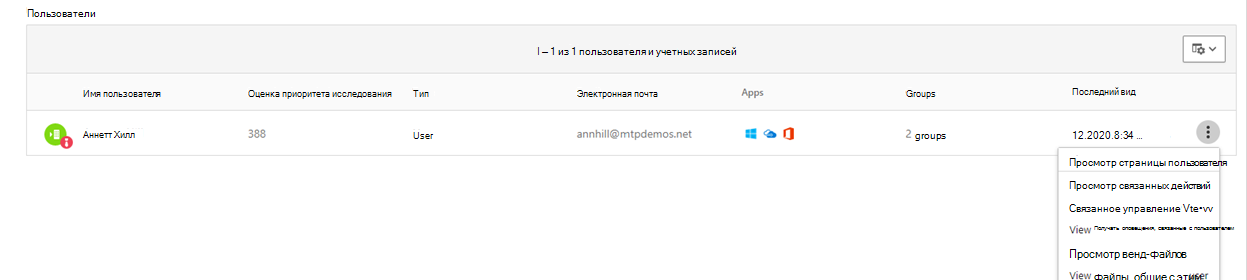 Пользователи
I – 1 из 1 пользователя и учетных записей
Имя пользователя Оценка приоритета исследования Тип Электронная почта Apps Groups Последний вид
Аннетт Хилл 388 User annhill@mtpdemos.net 2 groups 12.2020.8:34 ...
Просмотр страницы пользователя
Просмотр связанных действий
Связанное управление Vte•vv
View Получать оповещения, связанные с пользователем
Просмотр венд-файлов
View файлы, общие с этим user